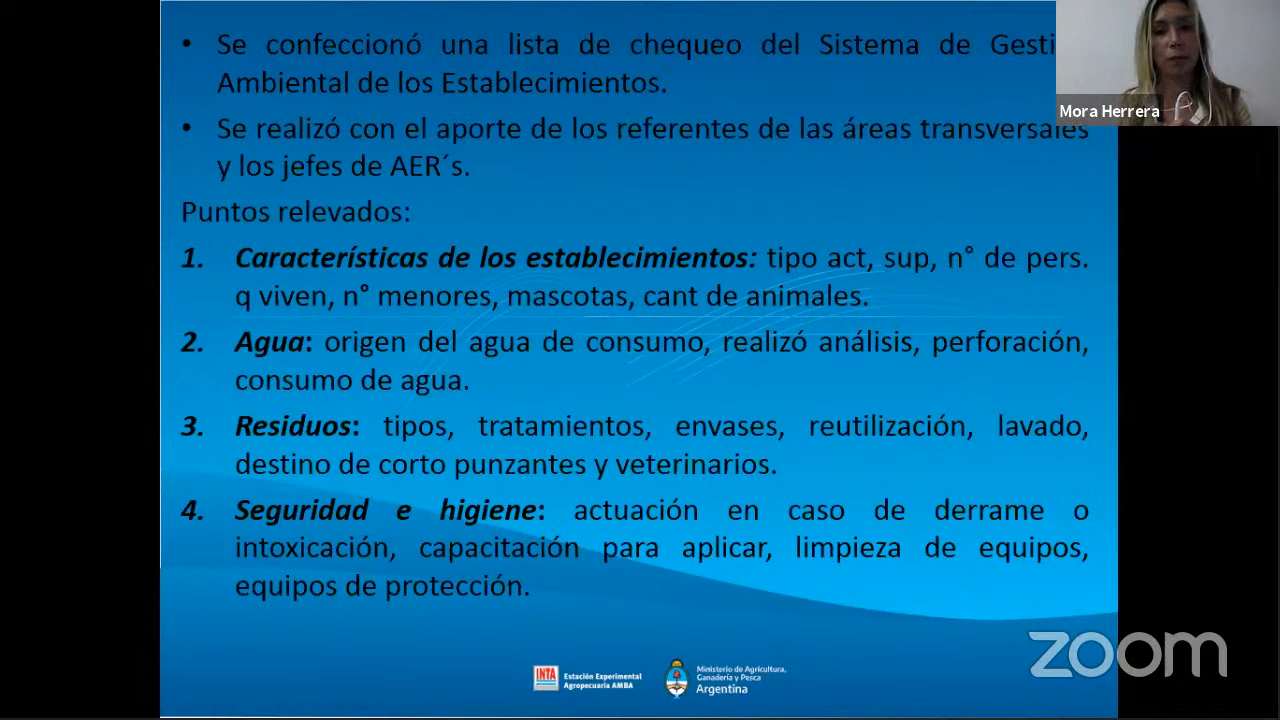 • Se confeccionó una lista de chequeo del Sistema de Gesti
Ambiental de los Establecimientos.
• Se realizó con el aporte de los referentes de las áreas transversales
y los jefes de AER´s.
Puntos relevados:
1. Características de los establecimientos: tipo act, sup, n° de pers.
q viven, n° menores, mascotas, cant de animales.
2. Agua: origen del agua de consumo, realizó análisis, perforación,
consumo de agua.
3. Residuos: tipos, tratamientos, envases, reutilización, lavado,
destino de corto punzantes y veterinarios.
4. Seguridad e higiene: actuación en caso de derrame o
intoxicación, capacitación para aplicar, limpieza de equipos,
equipos de protección.
Mora Herrera
INTA
Estación Experimental
Agropecuaria AMBA
Ministerio de Agricultura,
Ganadería y Pesca
Argentina
zoom